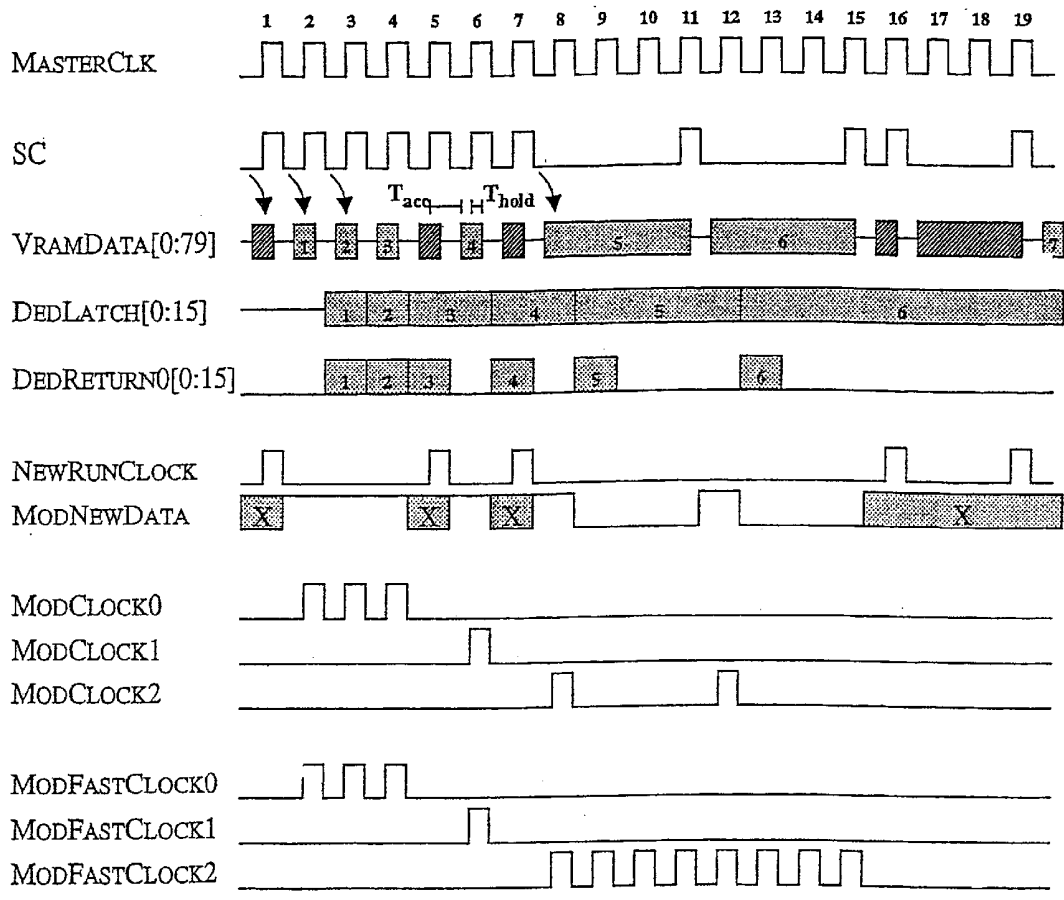 1 2 3 4 5 6 7 8 9 10 11 12 13 14 15 16 17 18 19
MASTERCLK
SC
Tacc Thold
VRAMDATA[0:79] 1 2 3 4 5 6 7
DEDLATCH[0:15] 1 2 3 4 5 6
DEDRETURN0[0:15] 1 2 3 4 5 6
NEWRUNCLOCK
MODNEWDATA X X X X
MODCLOCK0
MODCLOCK1
MODCLOCK2
MODFASTCLOCK0
MODFASTCLOCK1
MODFASTCLOCK2